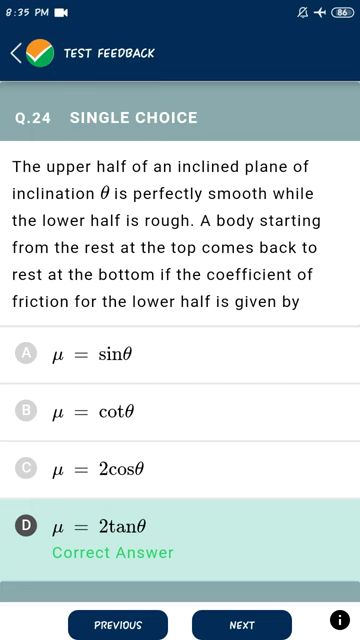 8:35 PM 86
TEST FEEDBACK
Q.24 SINGLE CHOICE
The upper half of an inclined plane of
inclination θ is perfectly smooth while
the lower half is rough. A body starting
from the rest at the top comes back to
rest at the bottom if the coefficient of
friction for the lower half is given by
A μ = sinθ
B μ = cotθ
C μ = 2cosθ
D μ = 2tanθ
Correct Answer
PREVIOUS NEXT